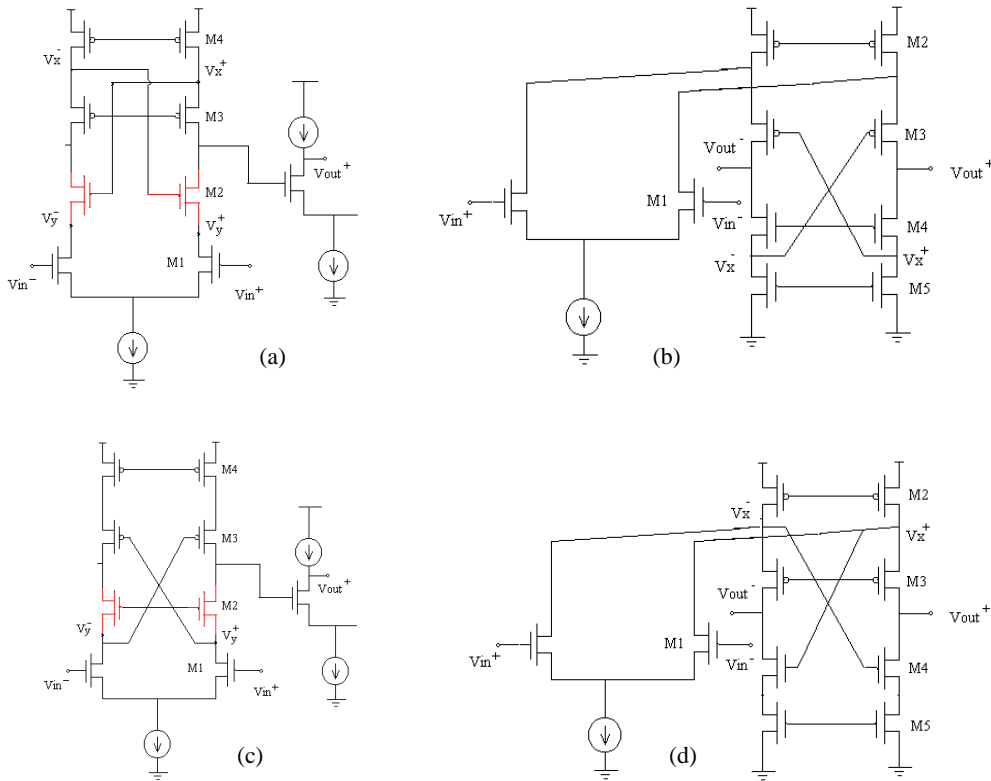 M4
Vx-
Vx+
M3
M2
Vy-
Vy+
M1
Vin-
Vin+
Vout+
(a)
M2
M3
Vout-
Vout+
M1
Vin+
Vin-
M4
Vx-
Vx+
M5
(b)
M4
M3
M2
Vy-
Vy+
M1
Vin-
Vin+
Vout+
(c)
M2
Vx-
Vx+
M3
Vout-
Vout+
M1
Vin+
Vin-
M4
M5
(d)